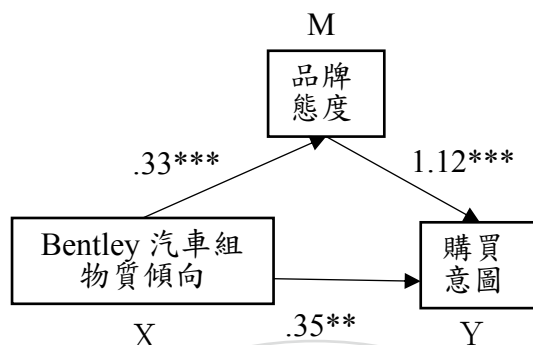 M
品牌
態度
.33***
1.12***
Bentley 汽車組
物質傾向
購買
意圖
.35**
X
Y